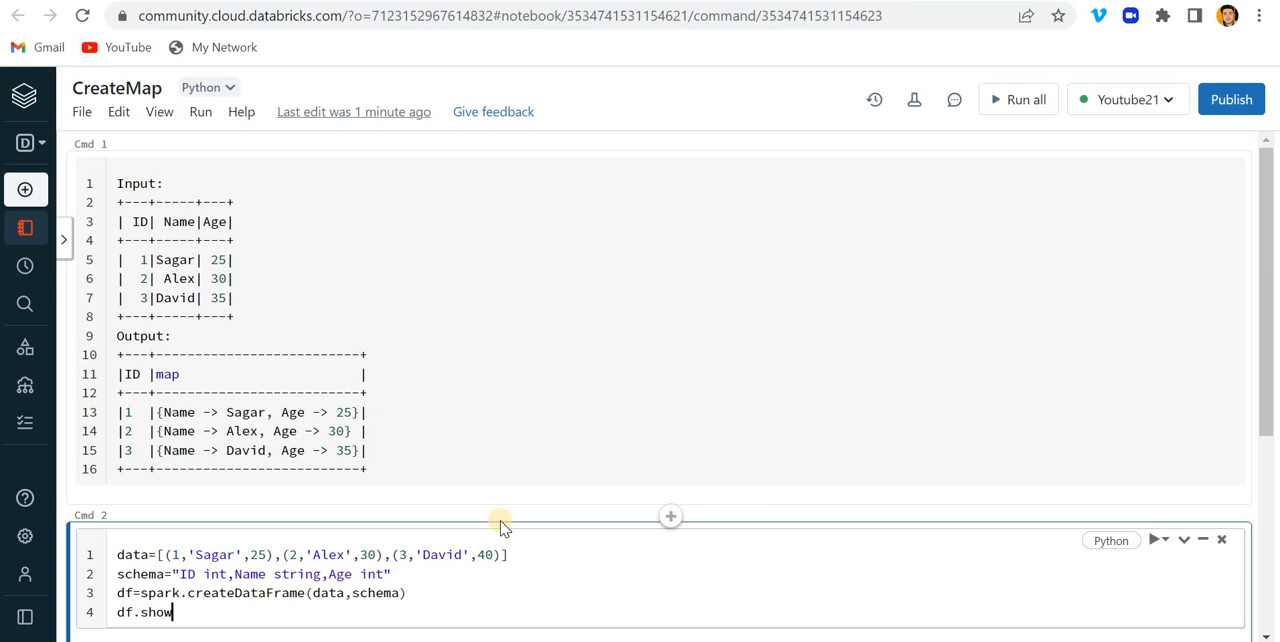 community.cloud.databricks.com/?o=7123152967614832#notebook/3534741531154621/command/3534741531154623
Gmail YouTube My Network
CreateMap Python
File Edit View Run Help Last edit was 1 minute ago Give feedback
Run all Youtube21 Publish
D
Cmd 1
1 Input:
2 +---+-----+---+
3 | ID| Name|Age|
4 +---+-----+---+
5 |  1|Sagar| 25|
6 |  2| Alex| 30|
7 |  3|David| 35|
8 +---+-----+---+
9 Output:
10 +---+--------------------------+
11 |ID |map                       |
12 +---+--------------------------+
13 |1  |{Name -> Sagar, Age -> 25}|
14 |2  |{Name -> Alex, Age -> 30} |
15 |3  |{Name -> David, Age -> 35}|
16 +---+--------------------------+
Cmd 2
Python
1 data=[(1,'Sagar',25),(2,'Alex',30),(3,'David',40)]
2 schema="ID int,Name string,Age int"
3 df=spark.createDataFrame(data,schema)
4 df.show